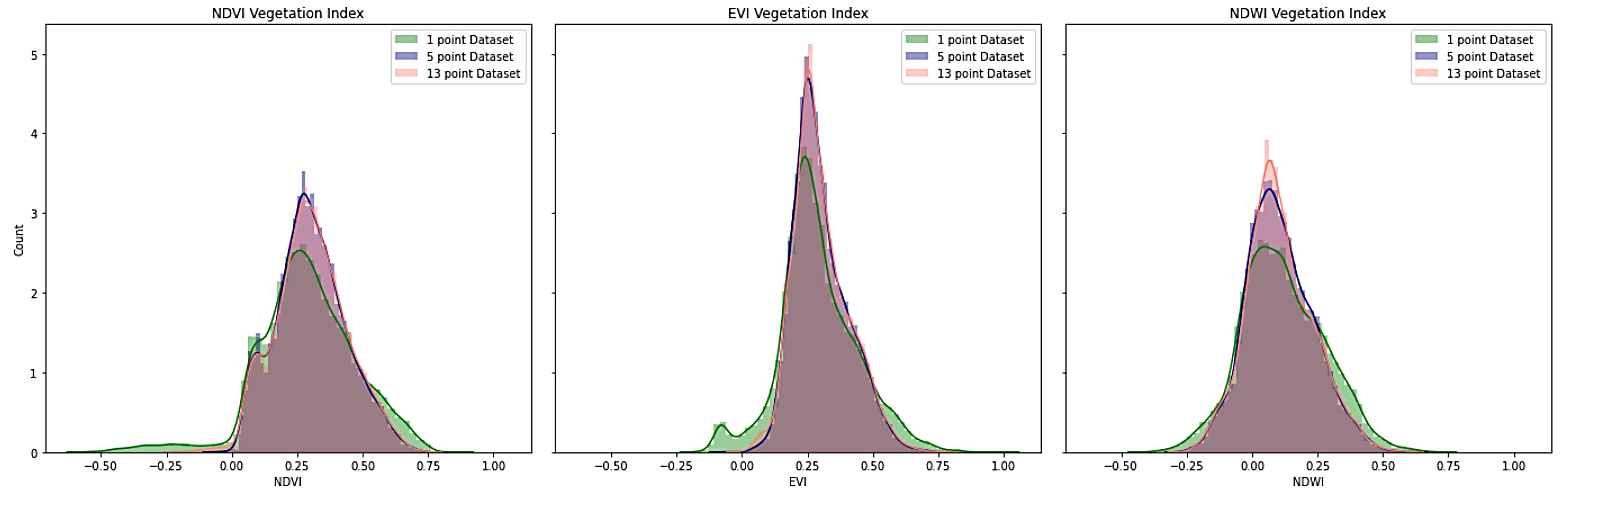 NDVI Vegetation Index
EVI Vegetation Index
NDWI Vegetation Index
1 point Dataset
5 point Dataset
13 point Dataset
1 point Dataset
5 point Dataset
13 point Dataset
1 point Dataset
5 point Dataset
13 point Dataset
5
4
3
2
1
0
Count
−0.50 −0.25 0.00 0.25 0.50 0.75 1.00
NDVI
−0.50 −0.25 0.00 0.25 0.50 0.75 1.00
EVI
−0.50 −0.25 0.00 0.25 0.50 0.75 1.00
NDWI